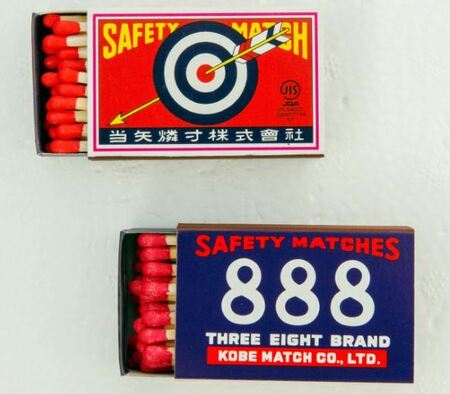 SAFETY MATCH
JIS
JQA
当矢燐寸株式會社
SAFETY MATCHES
888
THREE EIGHT BRAND
KOBE MATCH CO., LTD.